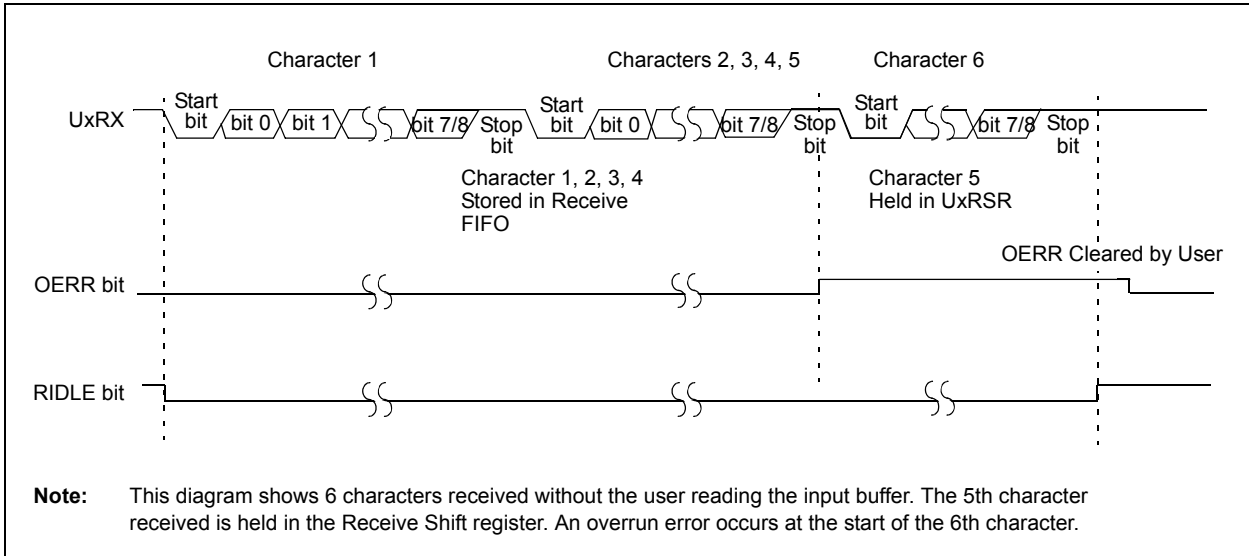 Character 1
Characters 2, 3, 4, 5
Character 6
UxRX
Start
bit
bit 0
bit 1
bit 7/8
Stop
bit
Start
bit
bit 0
bit 7/8
Stop
bit
Start
bit
bit 7/8
Stop
bit
Character 1, 2, 3, 4
Stored in Receive
FIFO
Character 5
Held in UxRSR
OERR Cleared by User
OERR bit
RIDLE bit
Note: This diagram shows 6 characters received without the user reading the input buffer. The 5th character
received is held in the Receive Shift register. An overrun error occurs at the start of the 6th character.